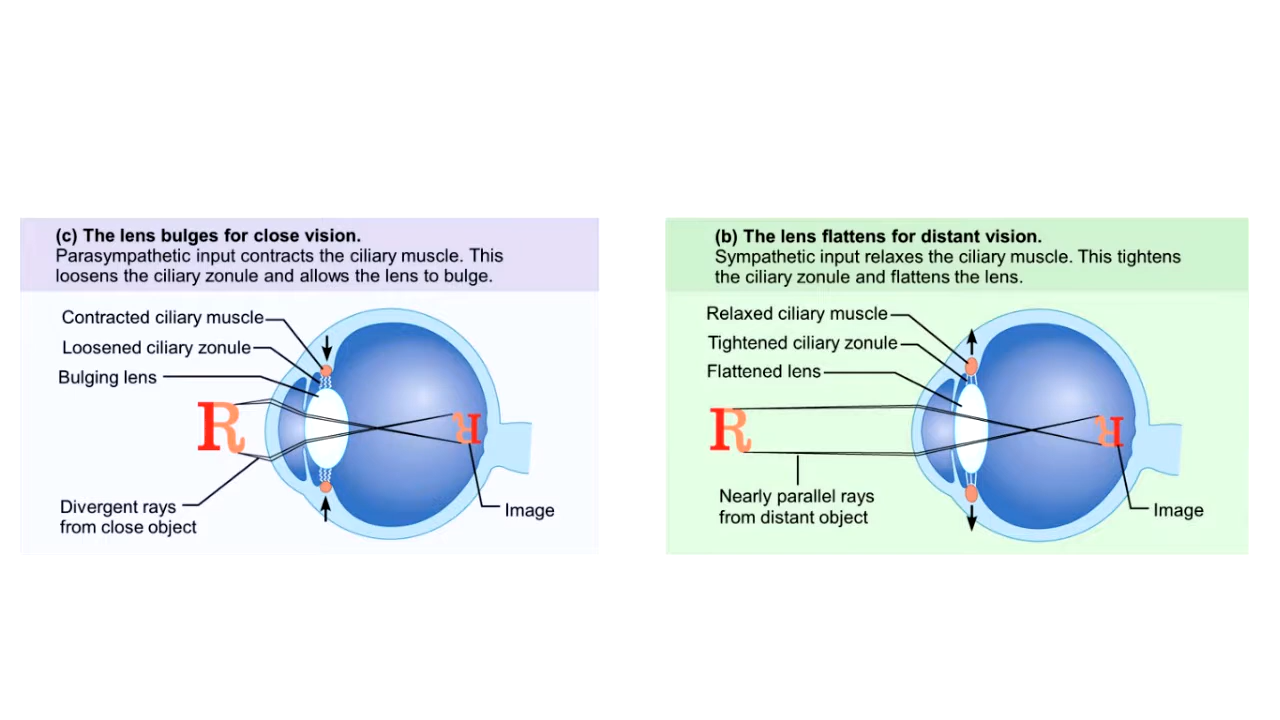 (c) The lens bulges for close vision.
Parasympathetic input contracts the ciliary muscle. This
loosens the ciliary zonule and allows the lens to bulge.
Contracted ciliary muscle
Loosened ciliary zonule
Bulging lens
R
R
Divergent rays
from close object
Image
(b) The lens flattens for distant vision.
Sympathetic input relaxes the ciliary muscle. This tightens
the ciliary zonule and flattens the lens.
Relaxed ciliary muscle
Tightened ciliary zonule
Flattened lens
R
R
Nearly parallel rays
from distant object
Image